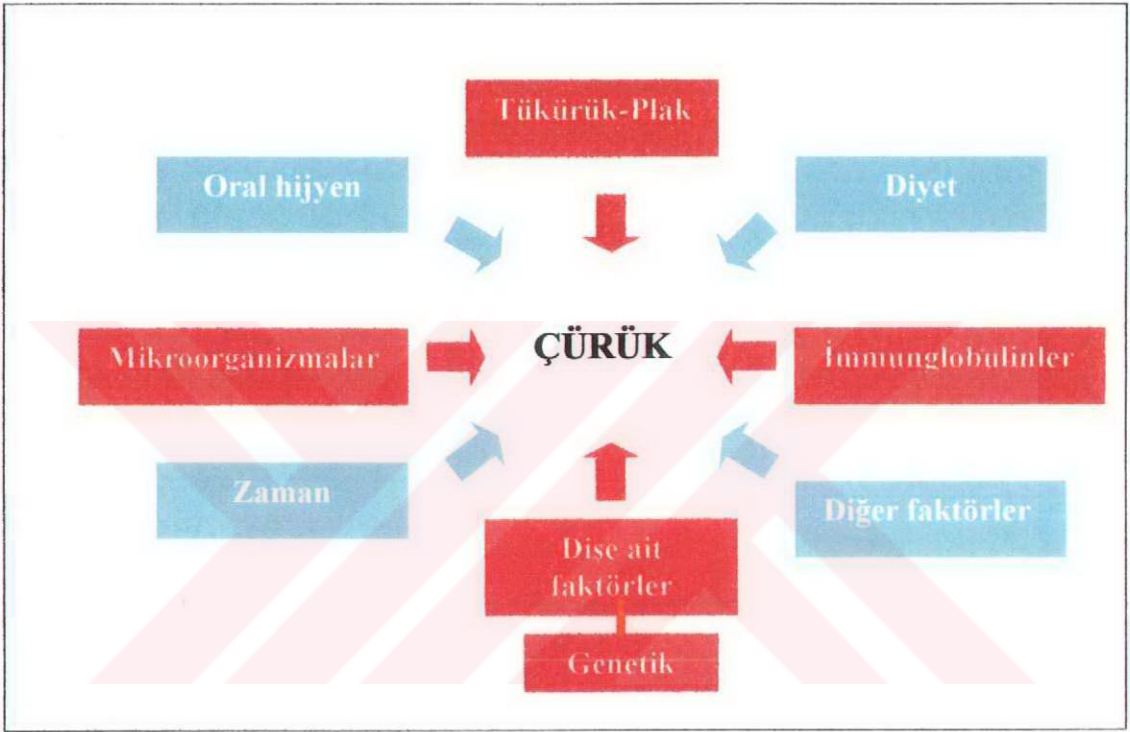 Tükürük-Plak
Oral hijyen
Diyet
Mikroorganizmalar
ÇÜRÜK
İmmunglobulinler
Zaman
Diğer faktörler
Dişe ait
faktörler
Genetik